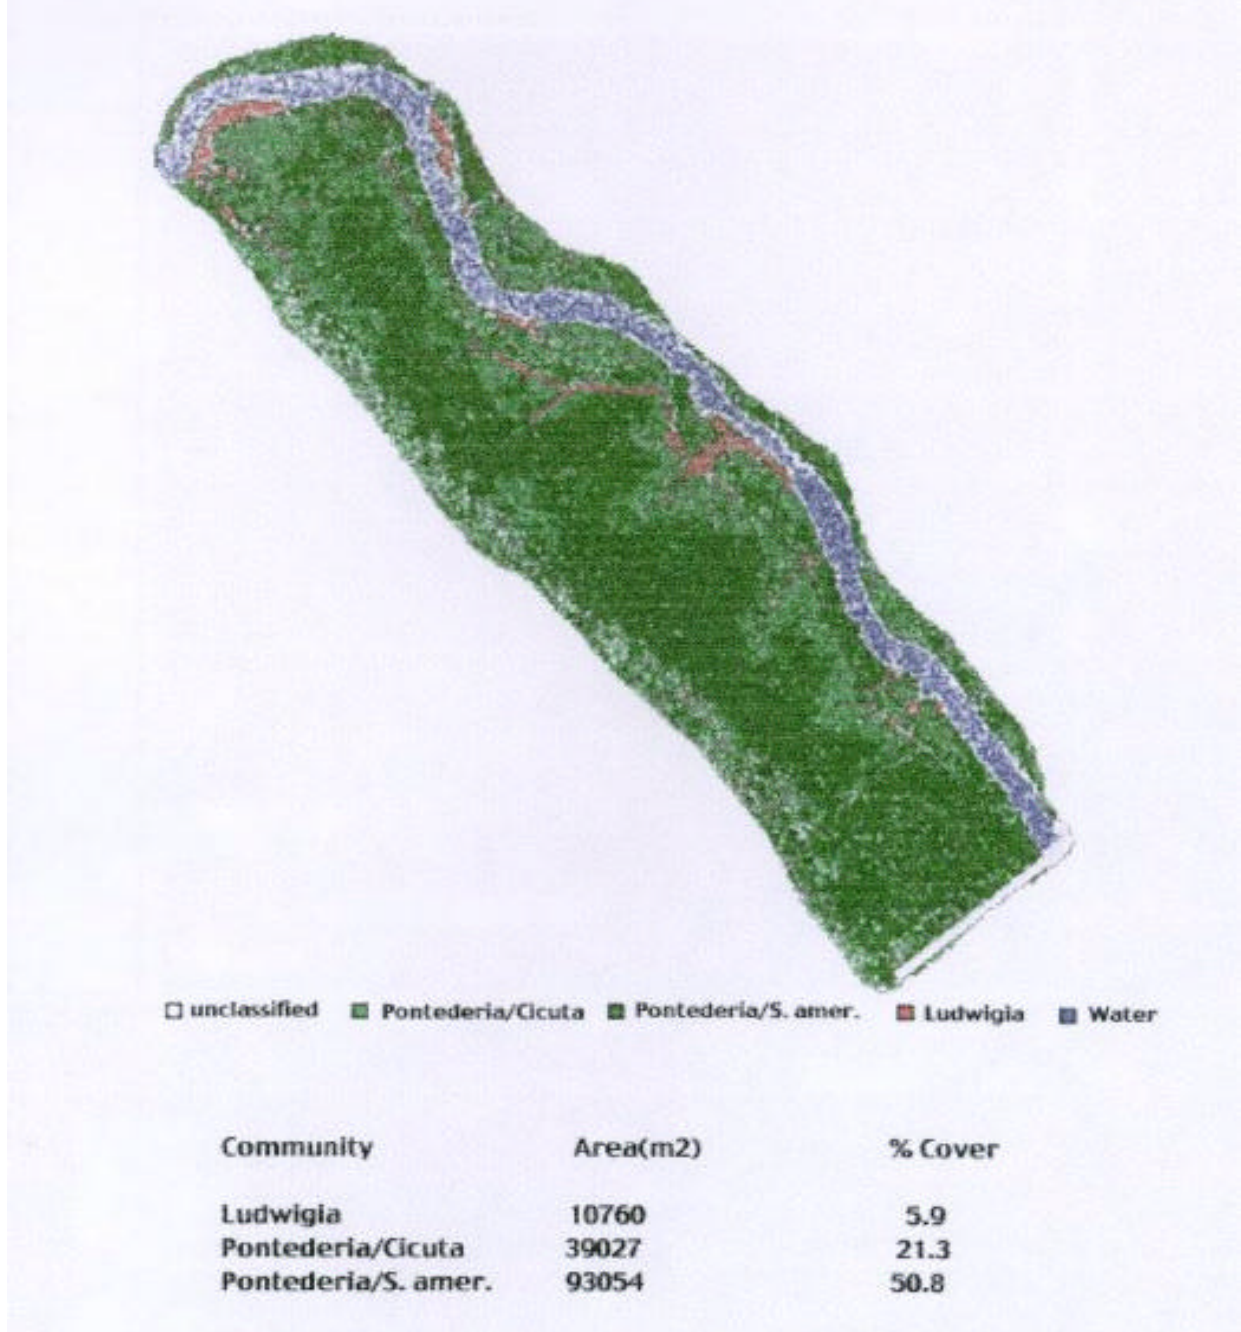 unclassified Pontederia/Cicuta Pontederia/S. amer. Ludwigia Water
Community Area(m2) % Cover
Ludwigia 10760 5.9
Pontederia/Cicuta 39027 21.3
Pontederia/S. amer. 93054 50.8